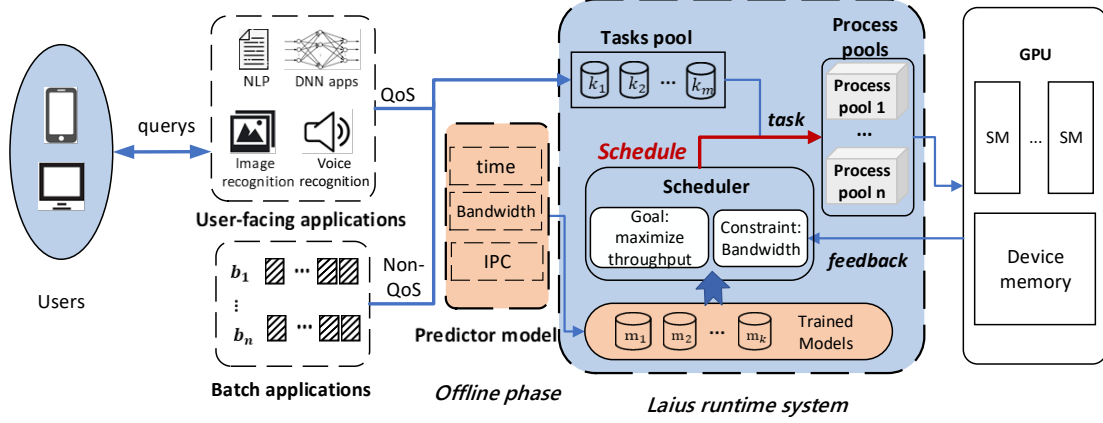 querys
Users
NLP
DNN apps
Image
recognition
Voice
recognition
User-facing applications
QoS
b1 ...
⋮
bn ...
Non-
QoS
Batch applications
time
Bandwidth
IPC
Predictor model
Offline phase
Tasks pool
k1 k2 ... km
task
Schedule
Scheduler
Goal:
maximize
throughput
Constraint:
Bandwidth
m1 m2 ... mk
Trained
Models
Laius runtime system
Process
pools
Process
pool 1
...
Process
pool n
feedback
GPU
SM ... SM
Device
memory